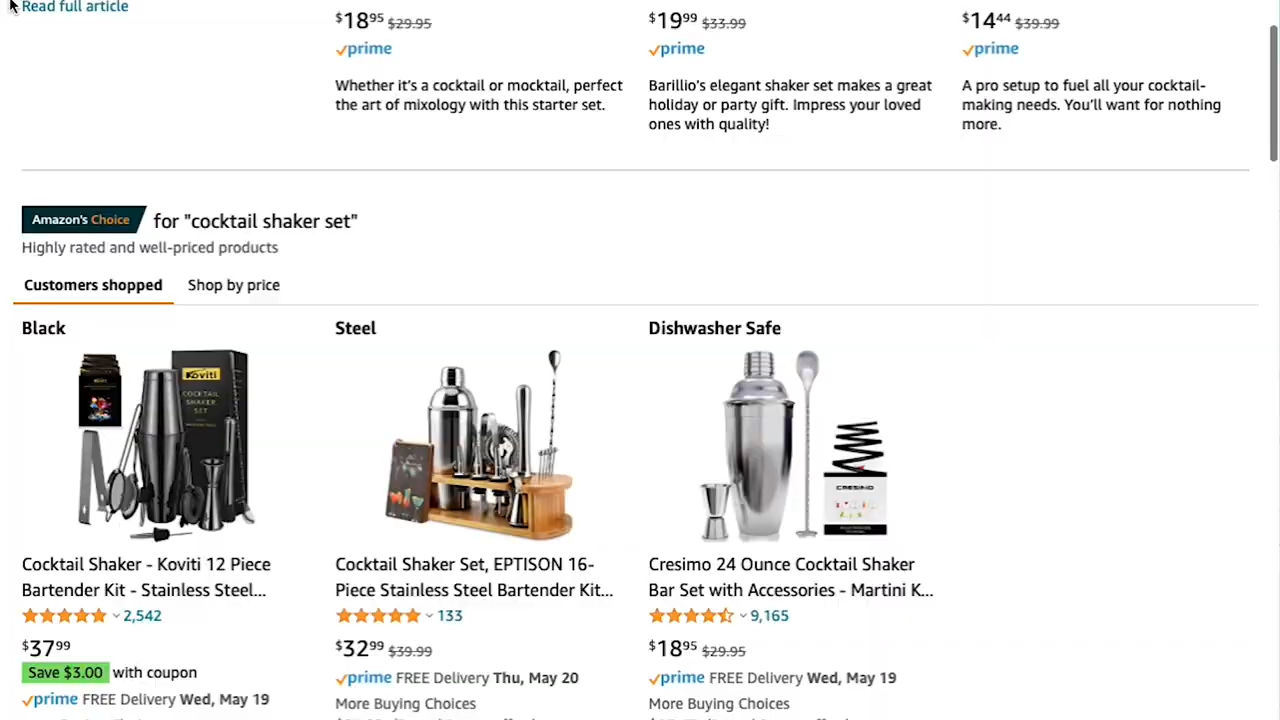 Read full article
$18.95 $29.95
$19.99 $33.99
$14.44 $39.99
prime
prime
prime
Whether it's a cocktail or mocktail, perfect
the art of mixology with this starter set.
Barillio's elegant shaker set makes a great
holiday or party gift. Impress your loved
ones with quality!
A pro setup to fuel all your cocktail-
making needs. You'll want for nothing
more.
Amazon's Choice for "cocktail shaker set"
Highly rated and well-priced products
Customers shopped
Shop by price
Black
Steel
Dishwasher Safe
Koviti
COCKTAIL
SHAKER
SET
CRESIMO
Cocktail Shaker - Koviti 12 Piece
Bartender Kit - Stainless Steel...
2,542
$37.99
Save $3.00 with coupon
prime FREE Delivery Wed, May 19
Cocktail Shaker Set, EPTISON 16-
Piece Stainless Steel Bartender Kit...
133
$32.99 $39.99
prime FREE Delivery Thu, May 20
More Buying Choices
Cresimo 24 Ounce Cocktail Shaker
Bar Set with Accessories - Martini K...
9,165
$18.95 $29.95
prime FREE Delivery Wed, May 19
More Buying Choices